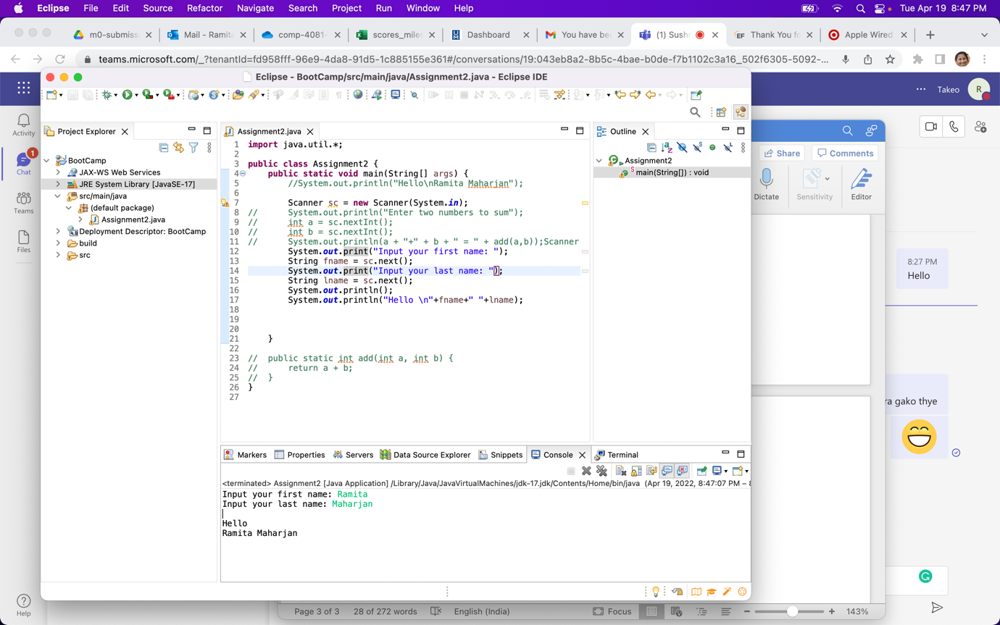 Eclipse File Edit Source Refactor Navigate Search Project Run Window Help Tue Apr 19 8:47 PM
m0-submiss Mail - Ramita comp-4081- scores_miles Dashboard You have be (1) Sush Thank You fo Apple Wired
teams.microsoft.com/_?tenantId=fd958fff-96e9-4da8-91d5-1c885155e361#/conversations/19:043eb8a2-8b5c-4bae-b0de-f7b1102c3a16_502f6305-5092-...
Eclipse - BootCamp/src/main/java/Assignment2.java - Eclipse IDE
Takeo R
Activity
1
Chat
Teams
Files
Help
Project Explorer
BootCamp
JAX-WS Web Services
JRE System Library [JavaSE-17]
src/main/java
(default package)
Assignment2.java
Deployment Descriptor: BootCamp
build
src
Assignment2.java
1 import java.util.*;
2
3 public class Assignment2 {
4 public static void main(String[] args) {
5 //System.out.println("Hello\nRamita Maharjan");
6
7 Scanner sc = new Scanner(System.in);
8 // System.out.println("Enter two numbers to sum");
9 // int a = sc.nextInt();
10 // int b = sc.nextInt();
11 // System.out.println(a + "+" + b + " = " + add(a,b));Scanner
12 System.out.print("Input your first name: ");
13 String fname = sc.next();
14 System.out.print("Input your last name: ");
15 String lname = sc.next();
16 System.out.println();
17 System.out.println("Hello \n"+fname+" "+lname);
18
19
20
21 }
22
23 // public static int add(int a, int b) {
24 // return a + b;
25 // }
26 }
27
Outline
Assignment2
main(String[]) : void
Share Comments
Dictate Sensitivity Editor
8:27 PM
Hello
ra gako thye
Markers Properties Servers Data Source Explorer Snippets Console Terminal
<terminated> Assignment2 [Java Application] /Library/Java/JavaVirtualMachines/jdk-17.jdk/Contents/Home/bin/java (Apr 19, 2022, 8:47:07 PM – 8
Input your first name: Ramita
Input your last name: Maharjan
Hello
Ramita Maharjan
Page 3 of 3 28 of 272 words English (India) Focus 143%